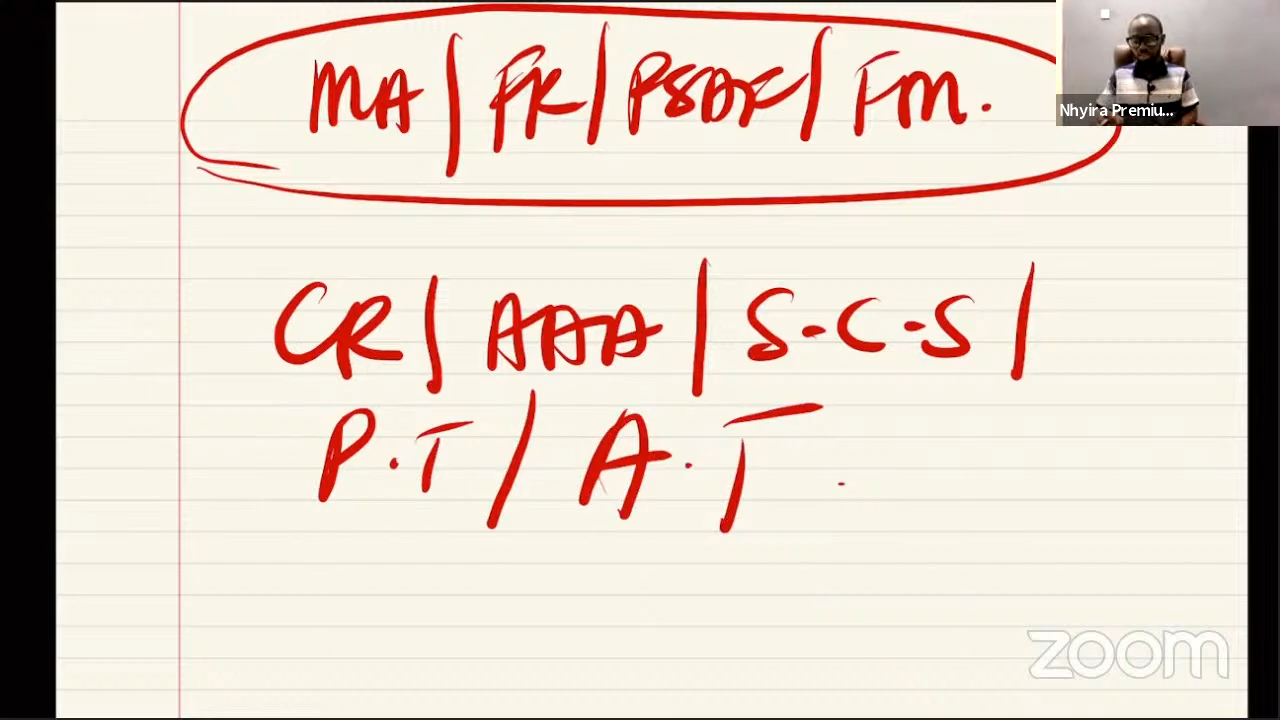 MA / FR / PSAF / FM.
Nhyira Premiu...
CR / AAA / S.C.S /
P.T / A.T
zoom